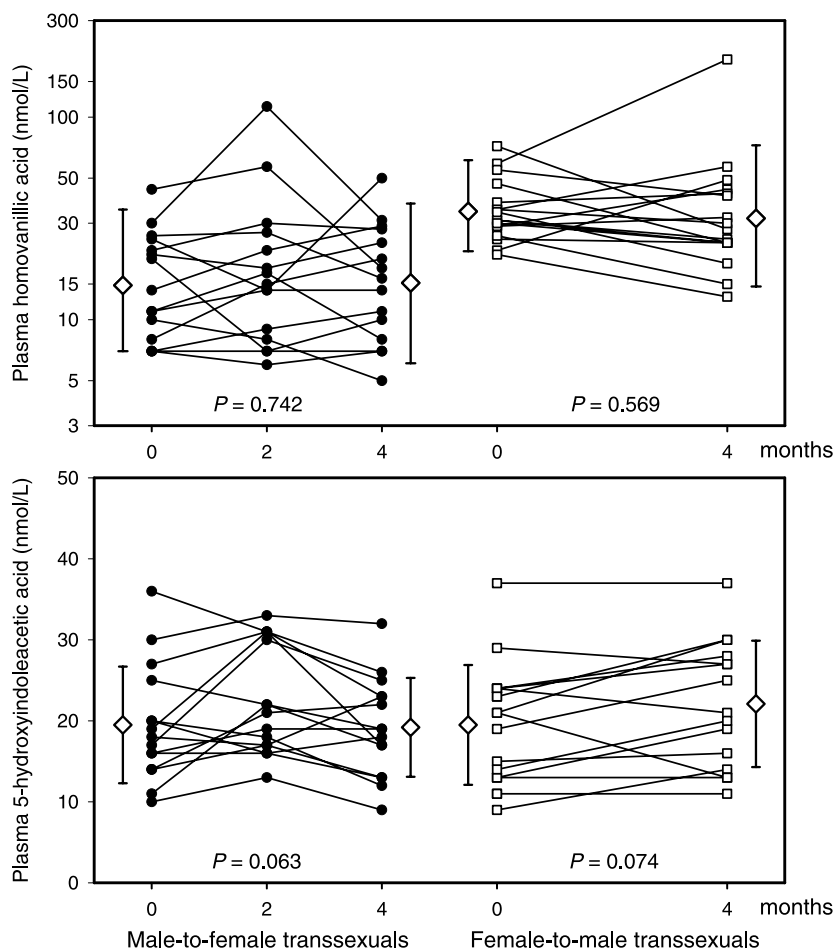 Plasma homovanillic acid (nmol/L)
300
150
100
50
30
15
10
5
3
P = 0.742
P = 0.569
0 2 4 0 4 months
Plasma 5-hydroxyindoleacetic acid (nmol/L)
50
40
30
20
10
0
P = 0.063
P = 0.074
0 2 4 0 4 months
Male-to-female transsexuals Female-to-male transsexuals